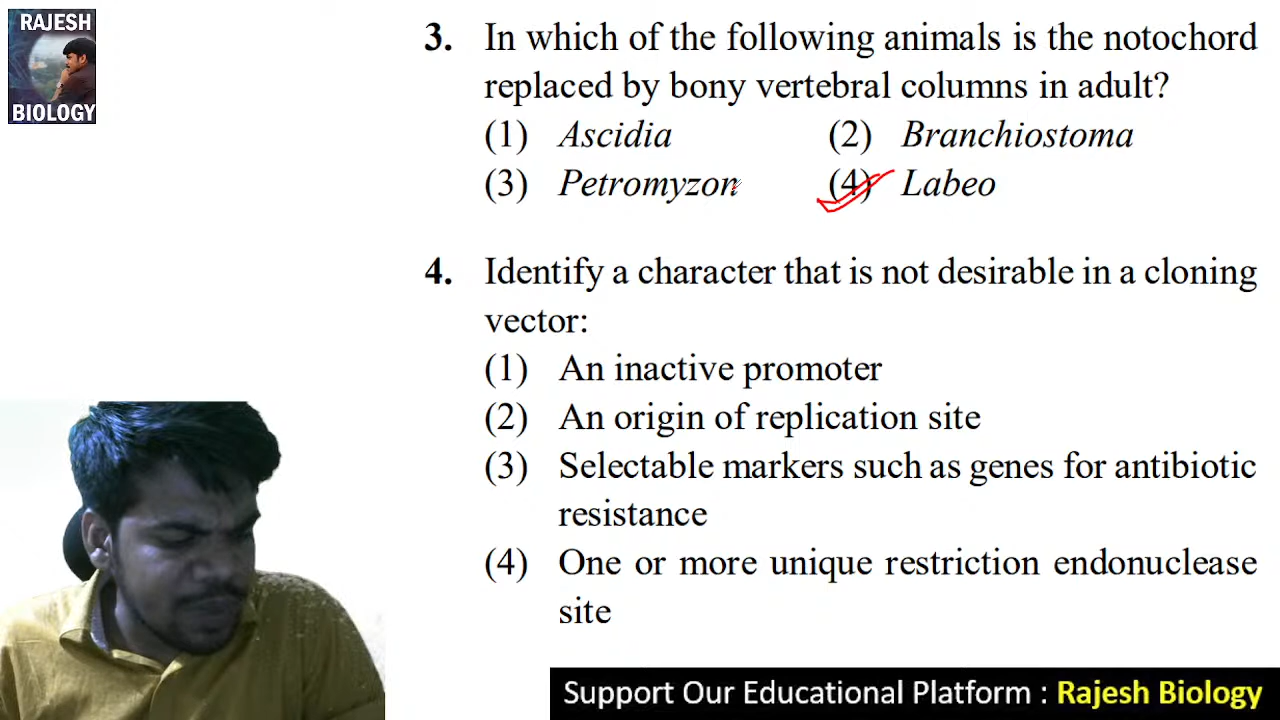 RAJESH
BIOLOGY
3. In which of the following animals is the notochord
replaced by bony vertebral columns in adult?
(1) Ascidia (2) Branchiostoma
(3) Petromyzon (4) Labeo
4. Identify a character that is not desirable in a cloning
vector:
(1) An inactive promoter
(2) An origin of replication site
(3) Selectable markers such as genes for antibiotic
resistance
(4) One or more unique restriction endonuclease
site
Support Our Educational Platform : Rajesh Biology